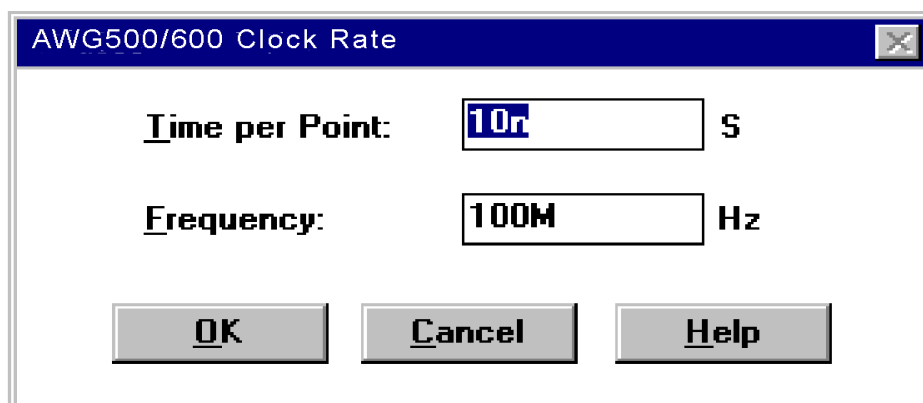 AWG500/600 Clock Rate
Time per Point: 10n S
Frequency: 100M Hz
OK Cancel Help